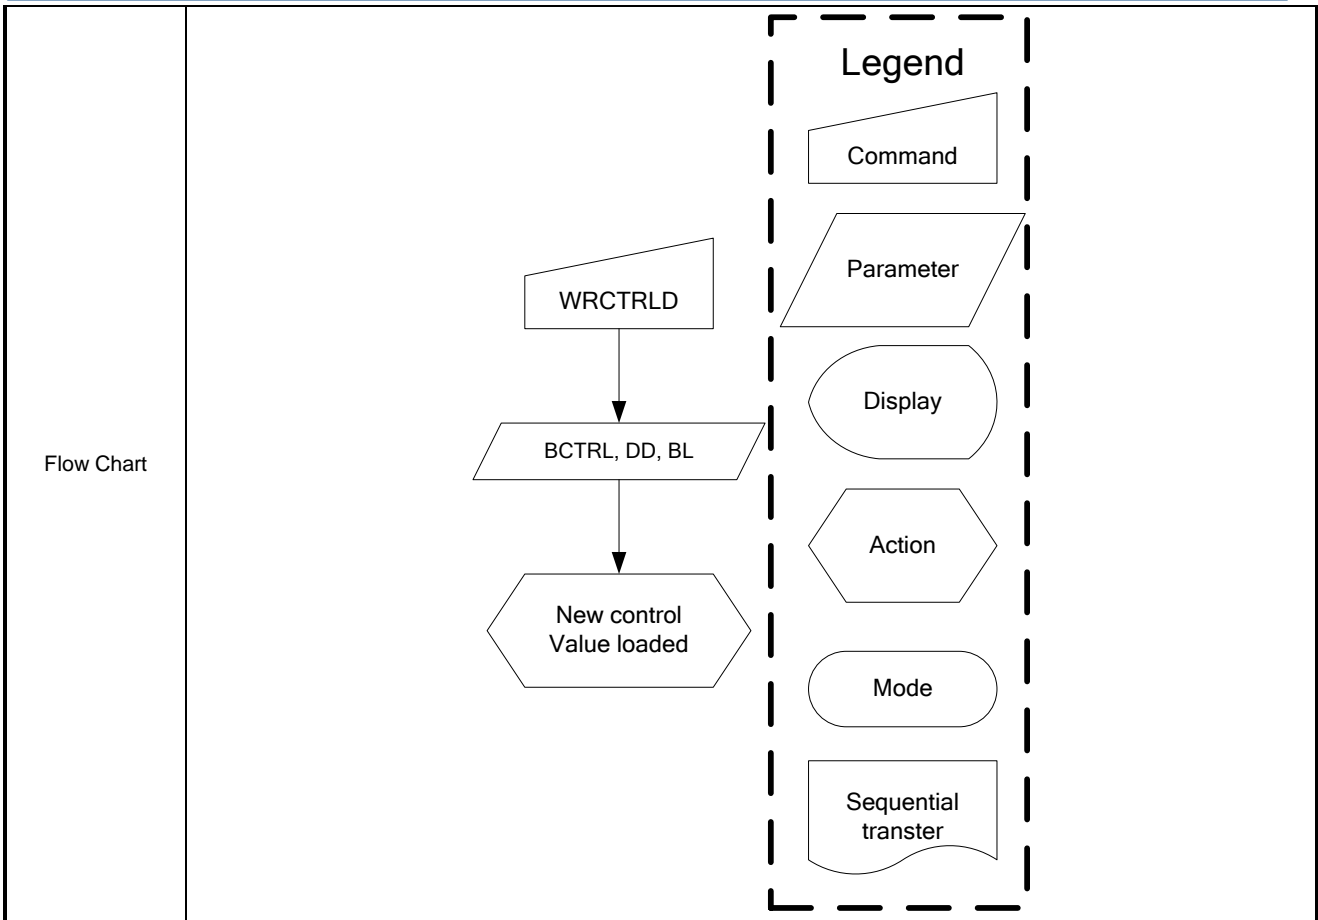 Flow Chart
WRCTRLD
BCTRL, DD, BL
New control
Value loaded
Legend
Command
Parameter
Display
Action
Mode
Sequential
transter